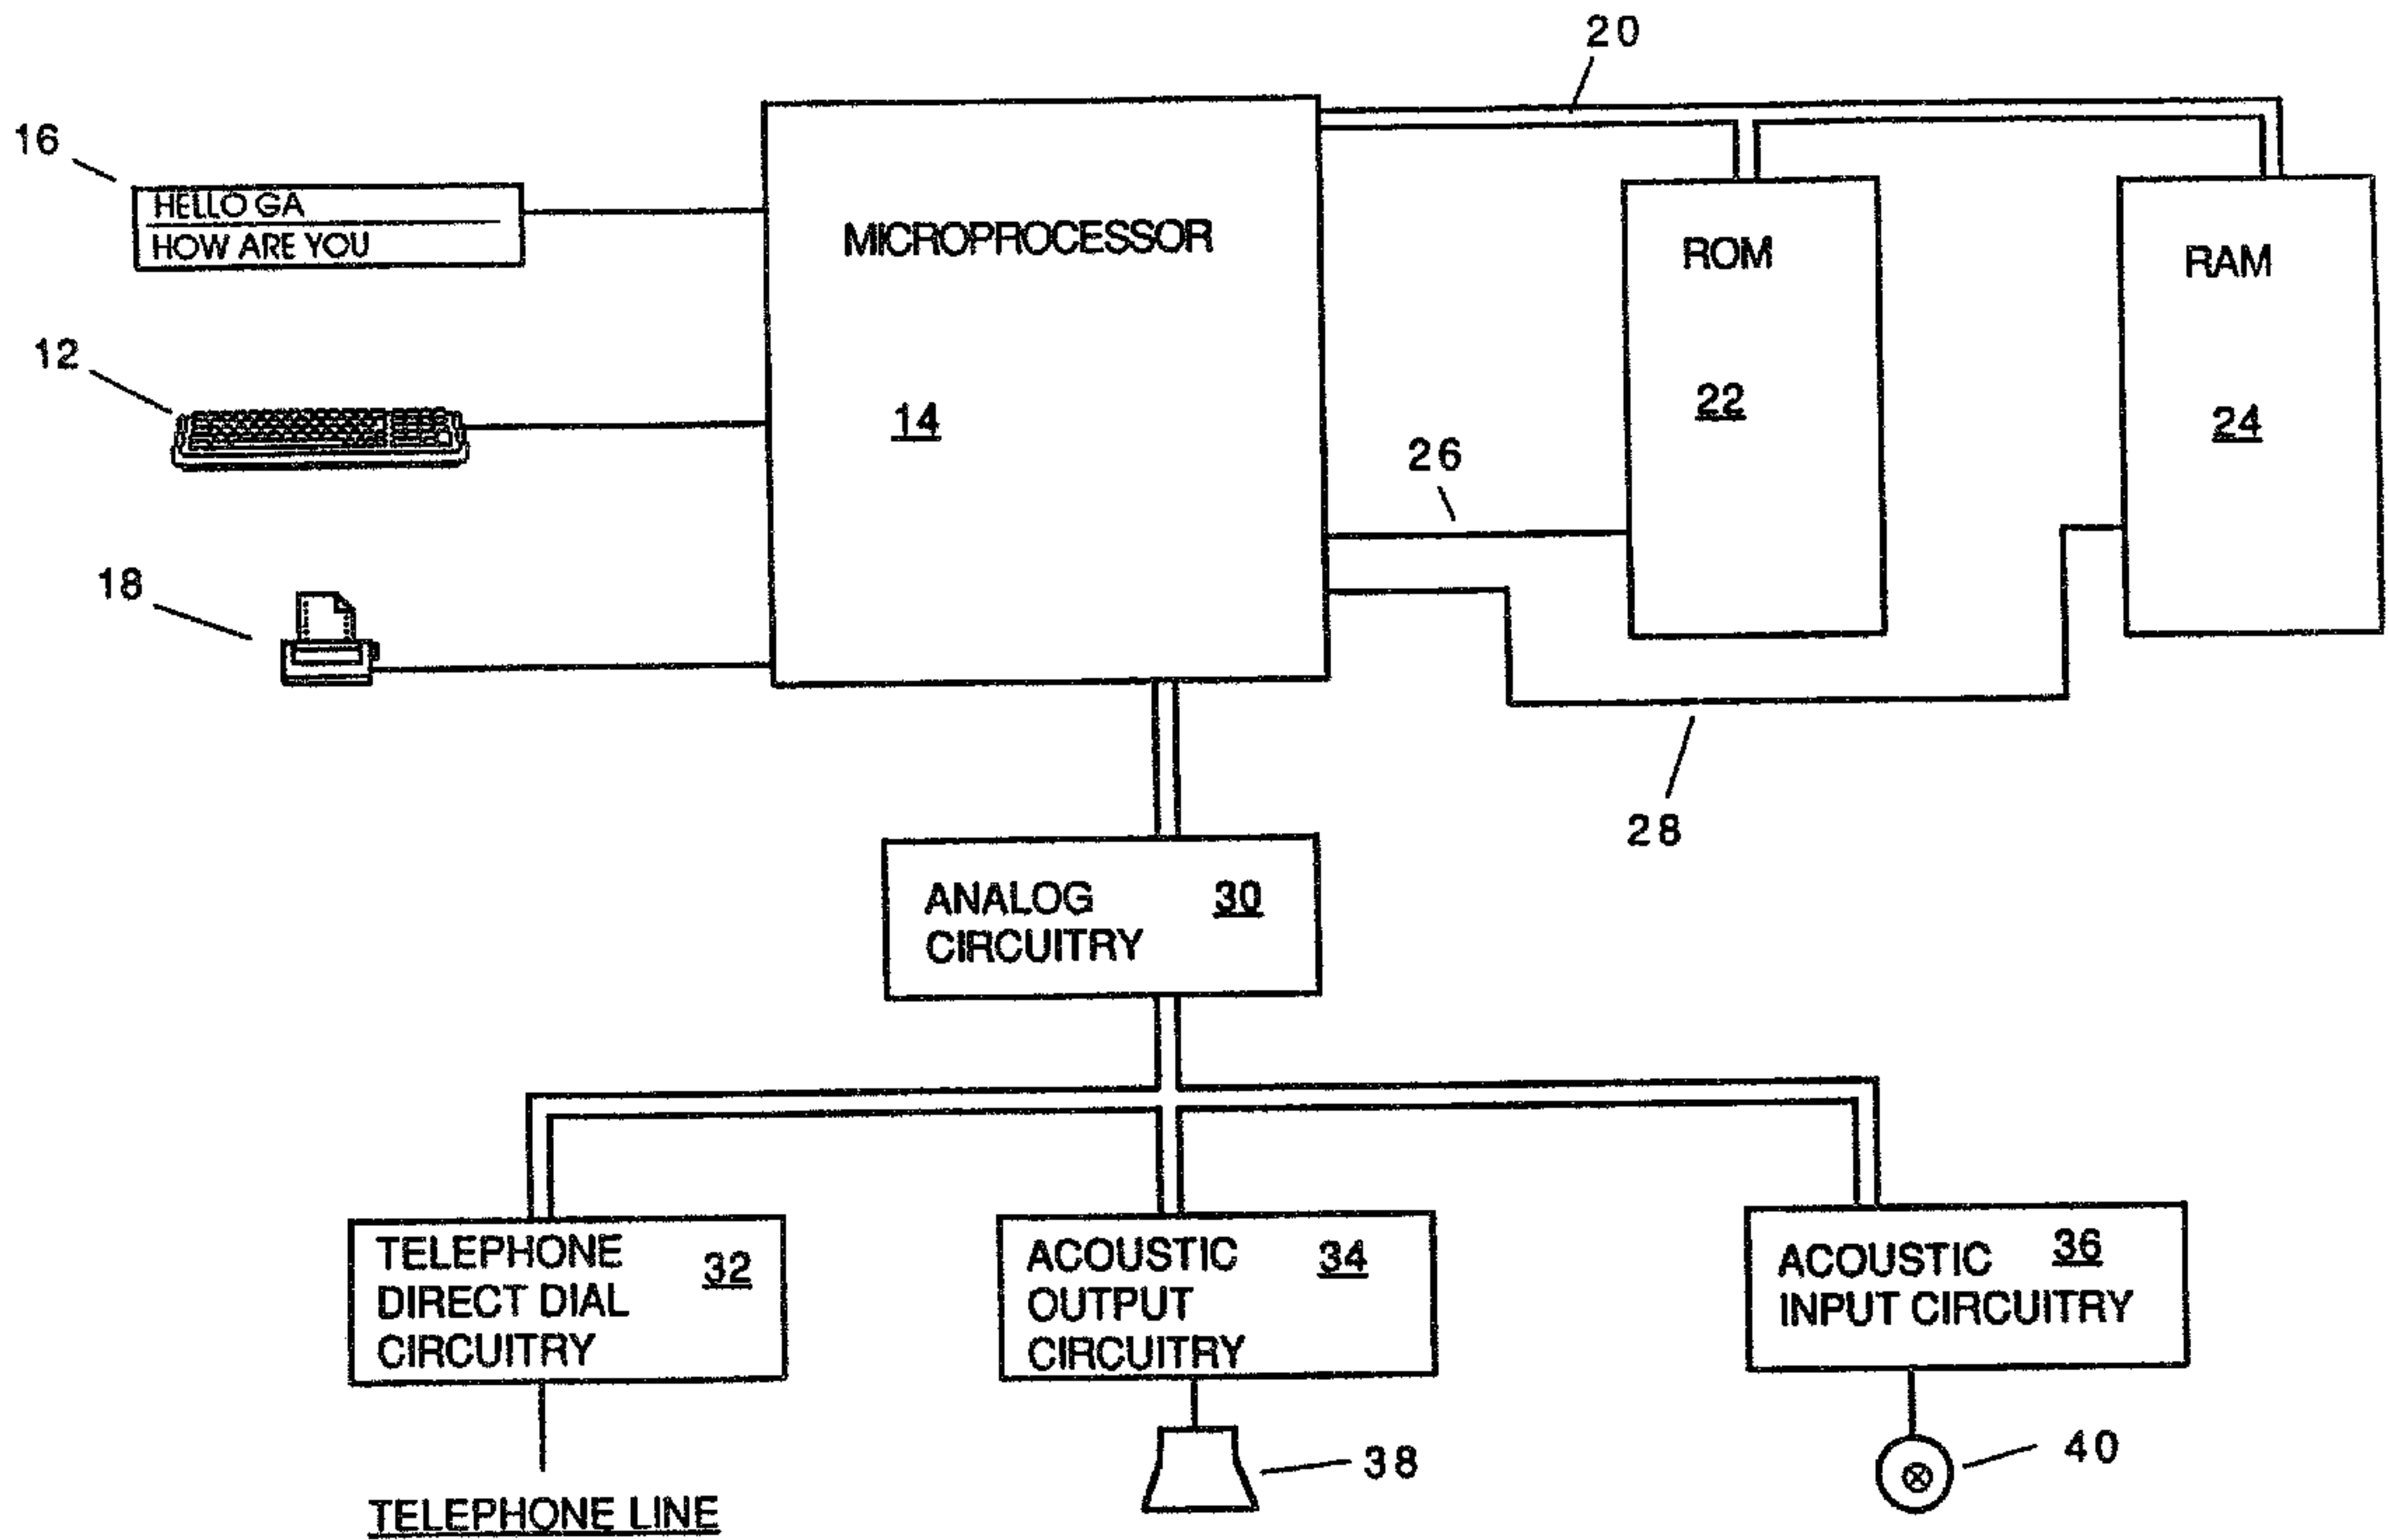 20
16
HELLO GA
HOW ARE YOU
MICROPROCESSOR
14
ROM
22
RAM
24
12
26
18
28
ANALOG
CIRCUITRY
30
TELEPHONE
DIRECT DIAL
CIRCUITRY
32
ACOUSTIC
OUTPUT
CIRCUITRY
34
ACOUSTIC
INPUT CIRCUITRY
36
38
40
TELEPHONE LINE